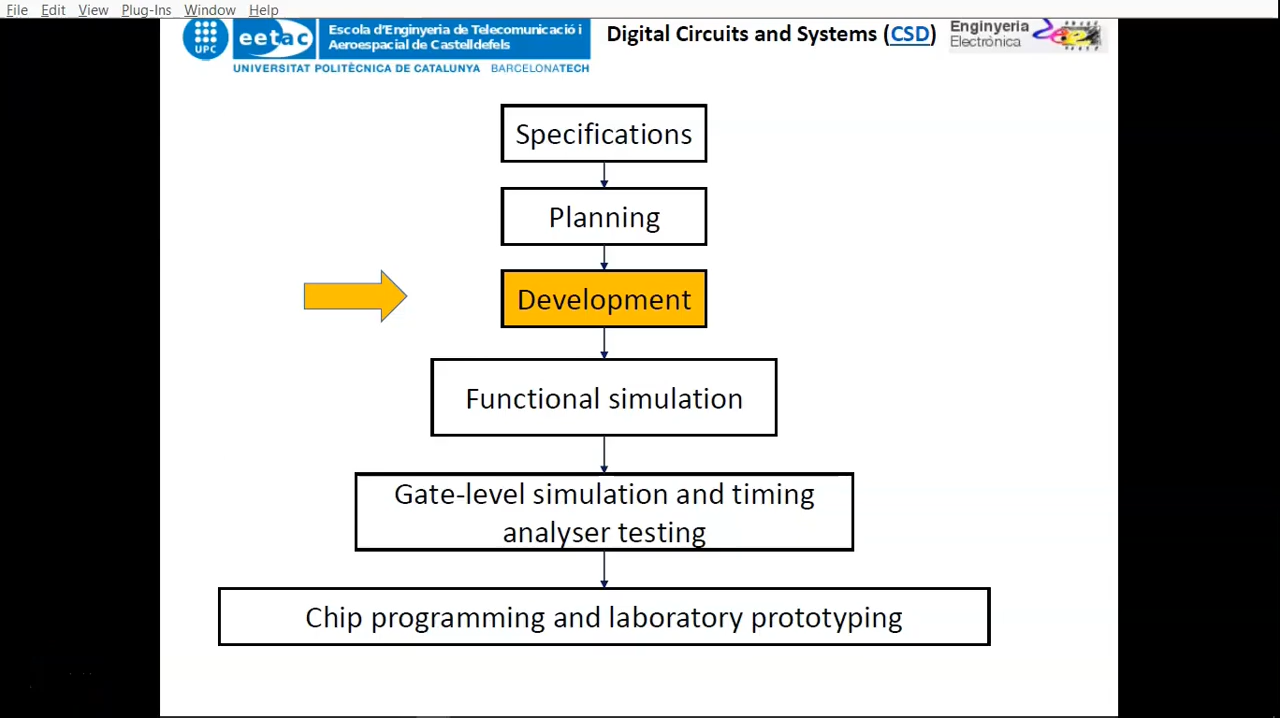 File Edit View Plug-Ins Window Help
UPC
eetac
Escola d'Enginyeria de Telecomunicació i
Aeroespacial de Castelldefels
UNIVERSITAT POLITÈCNICA DE CATALUNYA BARCELONATECH
Digital Circuits and Systems (CSD)
Enginyeria
Electrònica
Specifications
Planning
Development
Functional simulation
Gate-level simulation and timing
analyser testing
Chip programming and laboratory prototyping